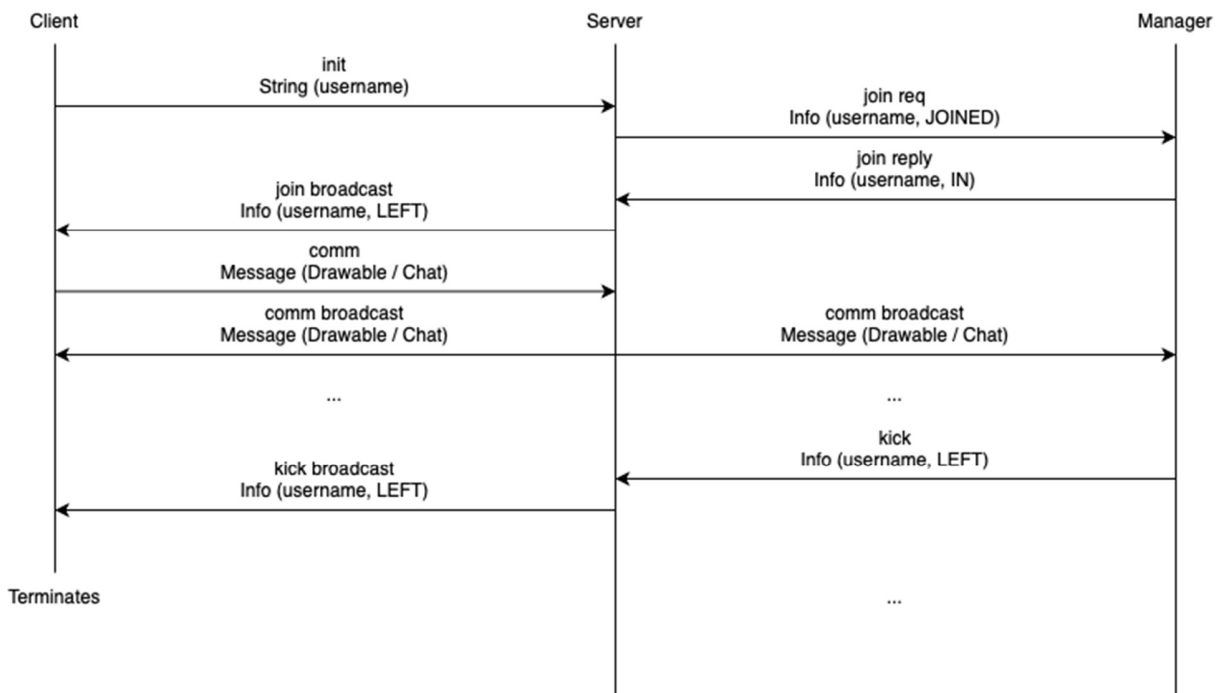 Client
Server
Manager
init
String (username)
join req
Info (username, JOINED)
join reply
Info (username, IN)
join broadcast
Info (username, LEFT)
comm
Message (Drawable / Chat)
comm broadcast
Message (Drawable / Chat)
comm broadcast
Message (Drawable / Chat)
...
...
kick
Info (username, LEFT)
kick broadcast
Info (username, LEFT)
Terminates
...